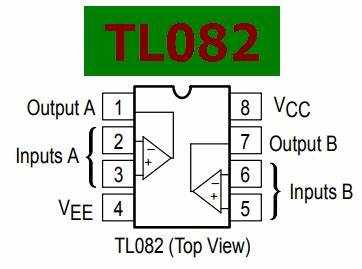 TL082
Output A 1 8 VCC
2 7 Output B
Inputs A
3 6 Inputs B
VEE 4 5
− +
− +
TL082 (Top View)